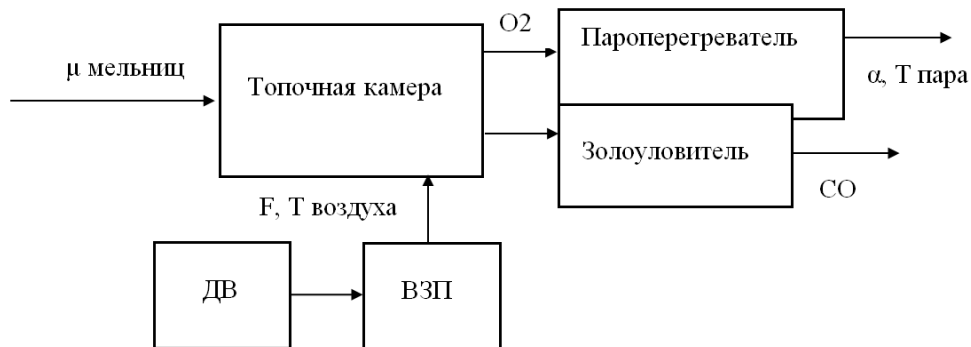 O2
Пароперегреватель
μ мельниц
Топочная камера
α, T пара
Золоуловитель
CO
F, T воздуха
ДВ
ВЗП